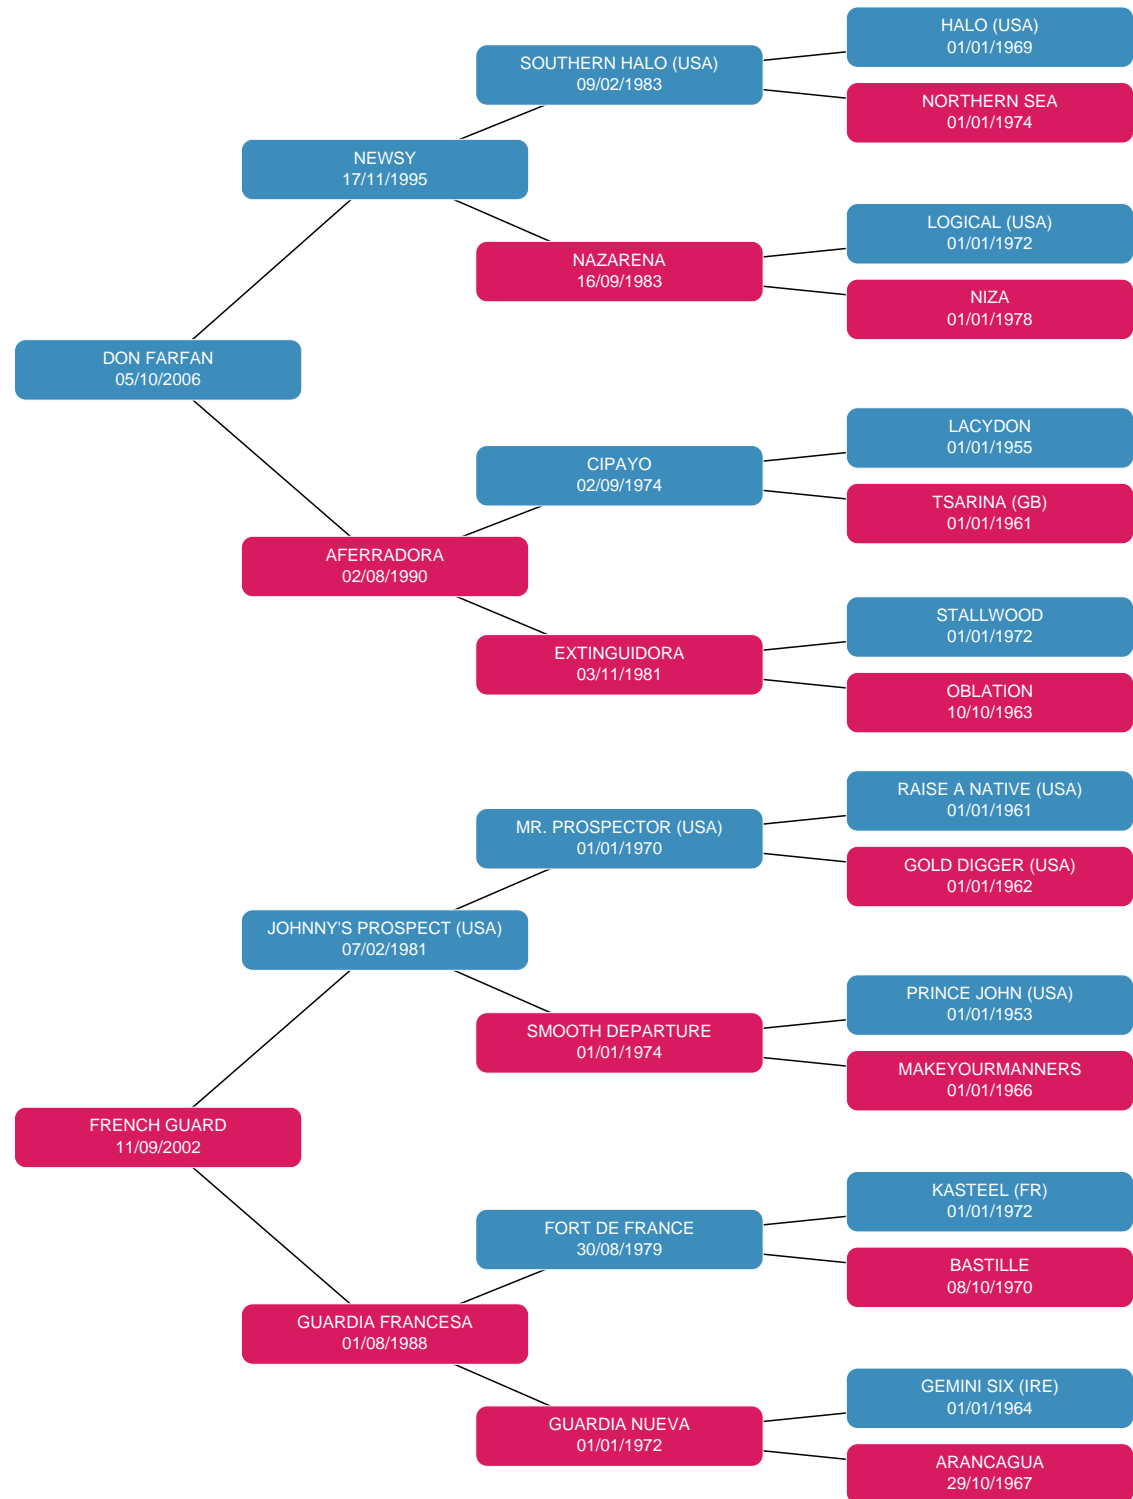 HALO (USA)
01/01/1969
SOUTHERN HALO (USA)
09/02/1983
NORTHERN SEA
01/01/1974
NEWSY
17/11/1995
LOGICAL (USA)
01/01/1972
NAZARENA
16/09/1983
NIZA
01/01/1978
DON FARFAN
05/10/2006
LACYDON
01/01/1955
CIPAYO
02/09/1974
TSARINA (GB)
01/01/1961
AFERRADORA
02/08/1990
STALLWOOD
01/01/1972
EXTINGUIDORA
03/11/1981
OBLATION
10/10/1963
RAISE A NATIVE (USA)
01/01/1961
MR. PROSPECTOR (USA)
01/01/1970
GOLD DIGGER (USA)
01/01/1962
JOHNNY'S PROSPECT (USA)
07/02/1981
PRINCE JOHN (USA)
01/01/1953
SMOOTH DEPARTURE
01/01/1974
MAKEYOURMANNERS
01/01/1966
FRENCH GUARD
11/09/2002
KASTEEL (FR)
01/01/1972
FORT DE FRANCE
30/08/1979
BASTILLE
08/10/1970
GUARDIA FRANCESA
01/08/1988
GEMINI SIX (IRE)
01/01/1964
GUARDIA NUEVA
01/01/1972
ARANCAGUA
29/10/1967